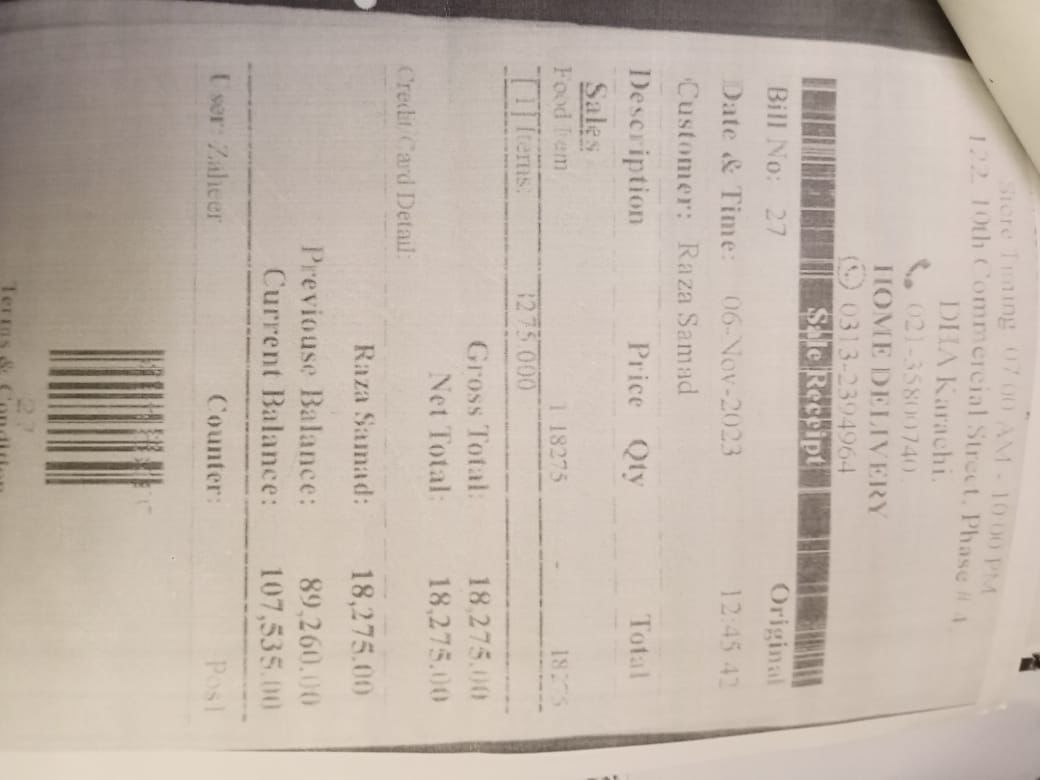 Store Timing 07:00 AM - 10:00 PM
122, 10th Commercial Street, Phase # 4,
DHA Karachi.
021-35800740.
HOME DELIVERY
0313-2394964
Sale Receipt
Bill No: 27 Original
Date & Time: 06-Nov-2023 12:45:42
Customer: Raza Samad
Description Price Qty Total
Sales
Food Item 1 18275 - 18275
[1] Items:
Gross Total: 18,275.00
Net Total: 18,275.00
Credit Card Detail:
Raza Samad: 18,275.00
Previouse Balance: 89,260.00
Current Balance: 107,535.00
User: Zaheer Counter: Pos1
27
Terms & Condition